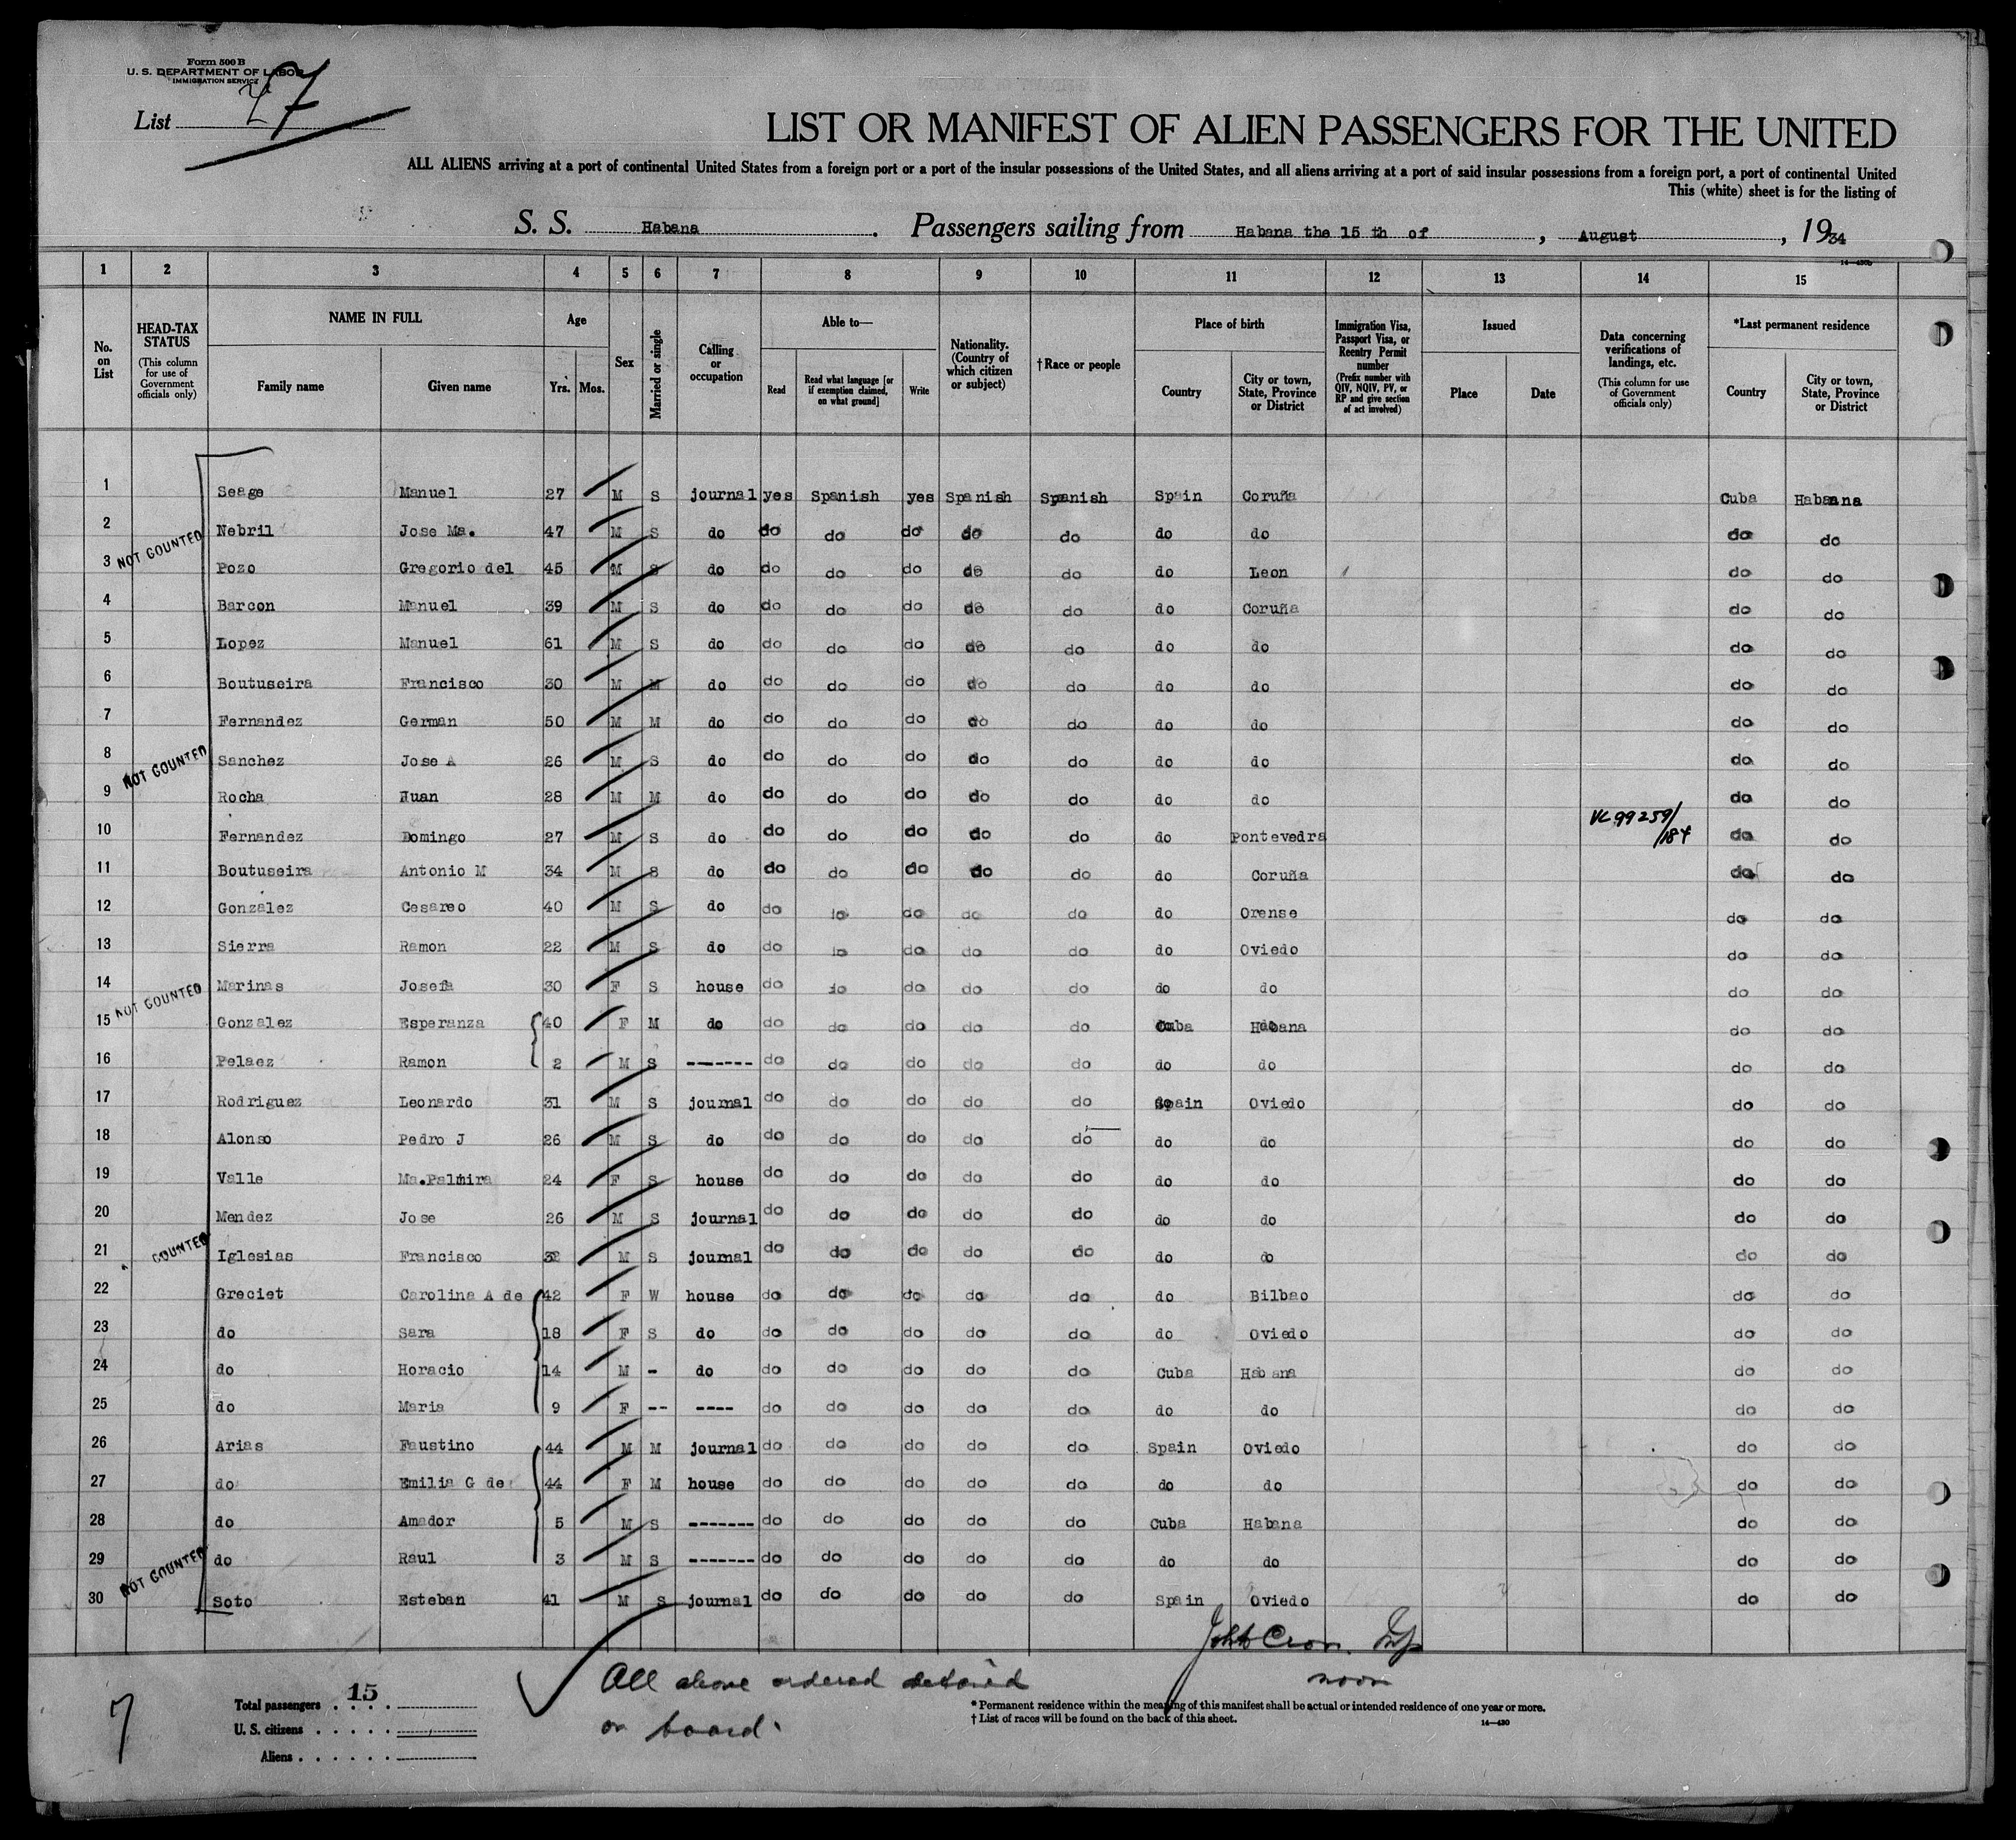 Form 500 B
U. S. DEPARTMENT OF LABOR
IMMIGRATION SERVICE
List 7
LIST OR MANIFEST OF ALIEN PASSENGERS FOR THE UNITED
ALL ALIENS arriving at a port of continental United States from a foreign port or a port of the insular possessions of the United States, and all aliens arriving at a port of said insular possessions from a foreign port, a port of continental United
This (white) sheet is for the listing of
S. S. Habana. Passengers sailing from Habana the 15 th of, August, 1934
14—430b
1 2 3 4 5 6 7 8 9 10 11 12 13 14 15
No. on List
HEAD-TAX STATUS (This column for use of Government officials only)
NAME IN FULL Family name Given name
Age Yrs. Mos.
Sex
Married or single
Calling or occupation
Able to— Read Read what language [or if exemption claimed, on what ground] Write
Nationality. (Country of which citizen or subject)
†Race or people
Place of birth Country City or town, State, Province or District
Immigration Visa, Passport Visa, or Reentry Permit number (Prefix number with QIV, NQIV, PV, or RP and give section of act involved)
Issued Place Date
Data concerning verifications of landings, etc. (This column for use of Government officials only)
*Last permanent residence Country City or town, State, Province or District
1 Seage Manuel 27 M S journal yes Spanish yes Spanish Spanish Spain Coruña Cuba Habana
2 Nebril Jose Ma. 47 M S do do do do do do do do do do
NOT COUNTED
3 Pozo Gregorio del 45 M S do do do do do do do Leon do do
4 Barcon Manuel 39 M S do do do do do do do Coruña do do
5 Lopez Manuel 61 M S do do do do do do do do do do
6 Boutuseira Francisco 30 M M do do do do do do do do do do
7 Fernandez German 50 M M do do do do do do do do do do
8 Sanchez Jose A 26 M S do do do do do do do do do do
NOT COUNTED
9 Rocha Juan 28 M M do do do do do do do do do do
10 Fernandez Domingo 27 M S do do do do do do do Pontevedra VL 99259/184 do do
11 Boutuseira Antonio M 34 M S do do do do do do do Coruña do do
12 Gonzalez Cesareo 40 M S do do do do do do do Orense do do
13 Sierra Ramon 22 M S do do do do do do do Oviedo do do
14 Marinas Josefa 30 F S house do do do do do do do do do
NOT COUNTED
15 Gonzalez Esperanza 40 F M do do do do do do Cuba Habana do do
16 Pelaez Ramon 2 M S ------- do do do do do do do do do
17 Rodriguez Leonardo 31 M S journal do do do do do Spain Oviedo do do
18 Alonso Pedro J 26 M S do do do do do do do do do do
19 Valle Ma.Palmira 24 F S house do do do do do do do do do
20 Mendez Jose 26 M S journal do do do do do do do do do
COUNTED
21 Iglesias Francisco 32 M S journal do do do do do do do do do
22 Greciet Carolina A de 42 F W house do do do do do do Bilbao do do
23 do Sara 18 F S do do do do do do do Oviedo do do
24 do Horacio 14 M - do do do do do do Cuba Habana do do
25 do Maria 9 F -- ---- do do do do do do do do do
26 Arias Faustino 44 M M journal do do do do do Spain Oviedo do do
27 do Emilia G de 44 F M house do do do do do do do do do
28 do Amador 5 M S ------- do do do do do Cuba Habana do do
29 do Raul 3 M S ------- do do do do do do do do do
NOT COUNTED
30 Soto Esteban 41 M S journal do do do do do Spain Oviedo do do
7
Total passengers .... 15
U. S. citizens .....
Aliens ......
All above ordered detained
on board.
noon
* Permanent residence within the meaning of this manifest shall be actual or intended residence of one year or more.
† List of races will be found on the back of this sheet.
14—430